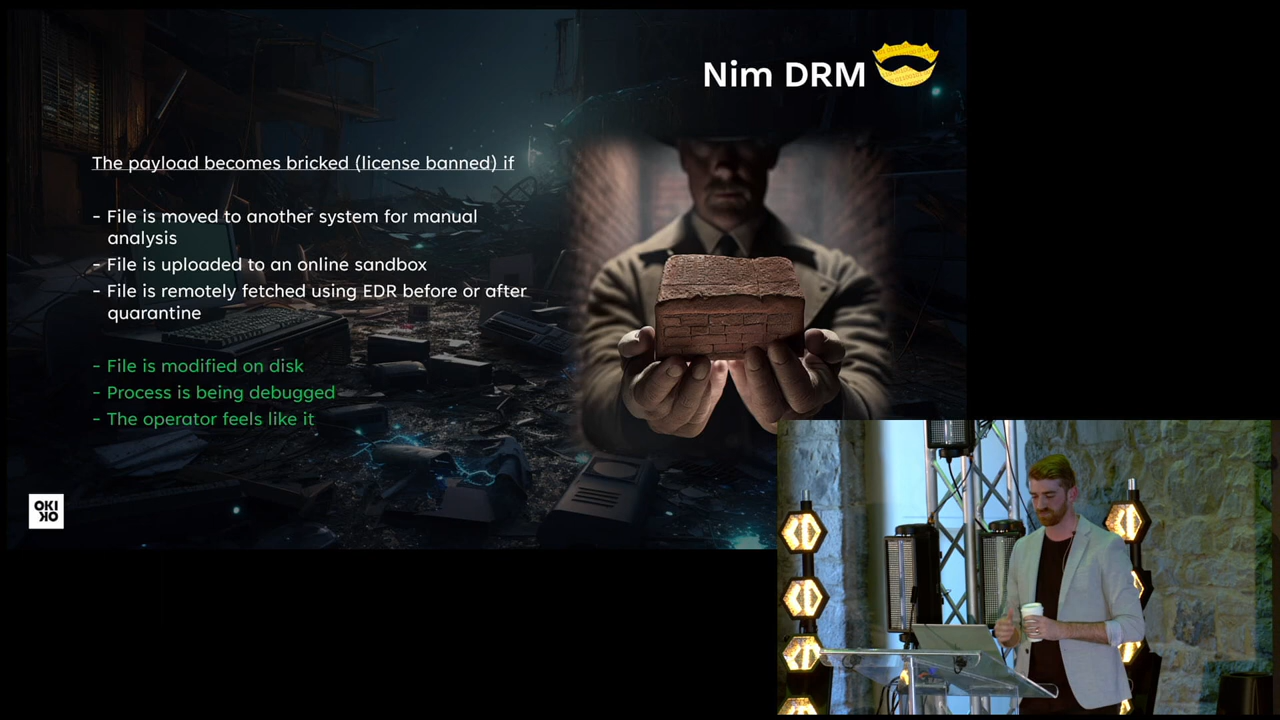 Nim DRM
The payload becomes bricked (license banned) if
- File is moved to another system for manual
analysis
- File is uploaded to an online sandbox
- File is remotely fetched using EDR before or after
quarantine
- File is modified on disk
- Process is being debugged
- The operator feels like it
OKI
OK